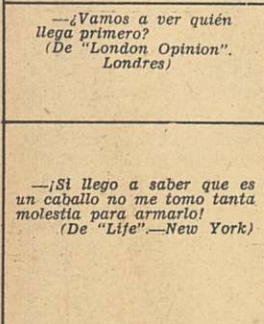 —¿Vamos a ver quién
llega primero?
(De "London Opinion".
Londres)
—¡Si llego a saber que es
un caballo no me tomo tanta
molestia para armarlo!
(De "Life".—New York)